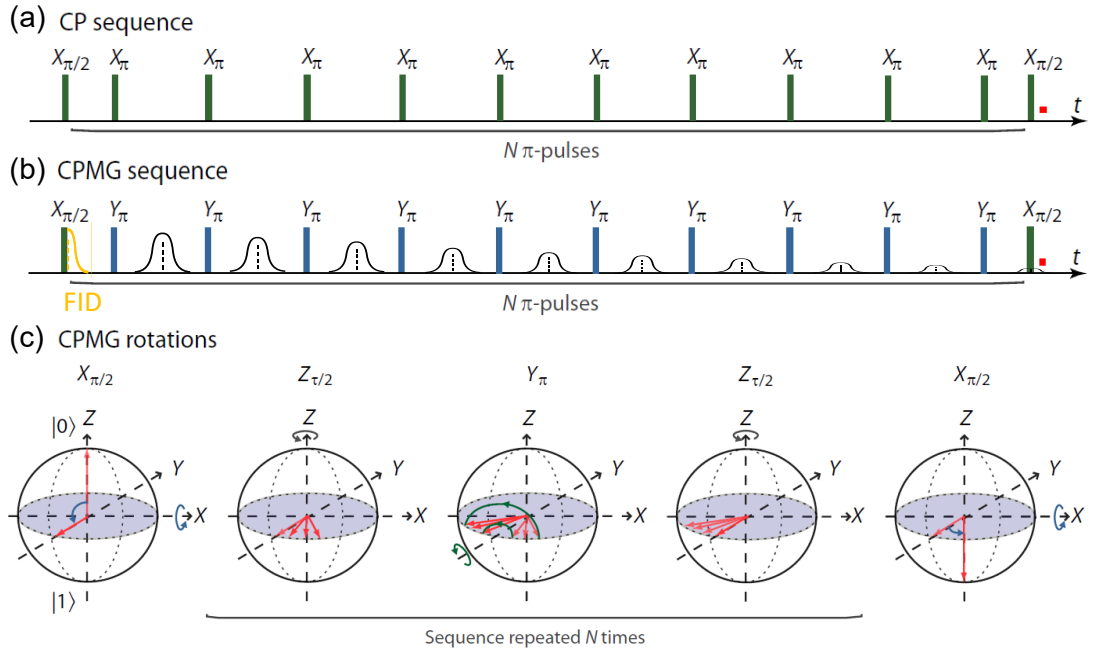 (a) CP sequence
Xπ/2 Xπ Xπ Xπ Xπ Xπ Xπ Xπ Xπ Xπ Xπ Xπ/2
t
N π-pulses
(b) CPMG sequence
Xπ/2 Yπ Yπ Yπ Yπ Yπ Yπ Yπ Yπ Yπ Yπ Xπ/2
t
FID
N π-pulses
(c) CPMG rotations
Xπ/2 Zτ/2 Yπ Zτ/2 Xπ/2
|0⟩ Z Z Z Z Z
Y Y Y Y Y
X X X X X
|1⟩
Sequence repeated N times